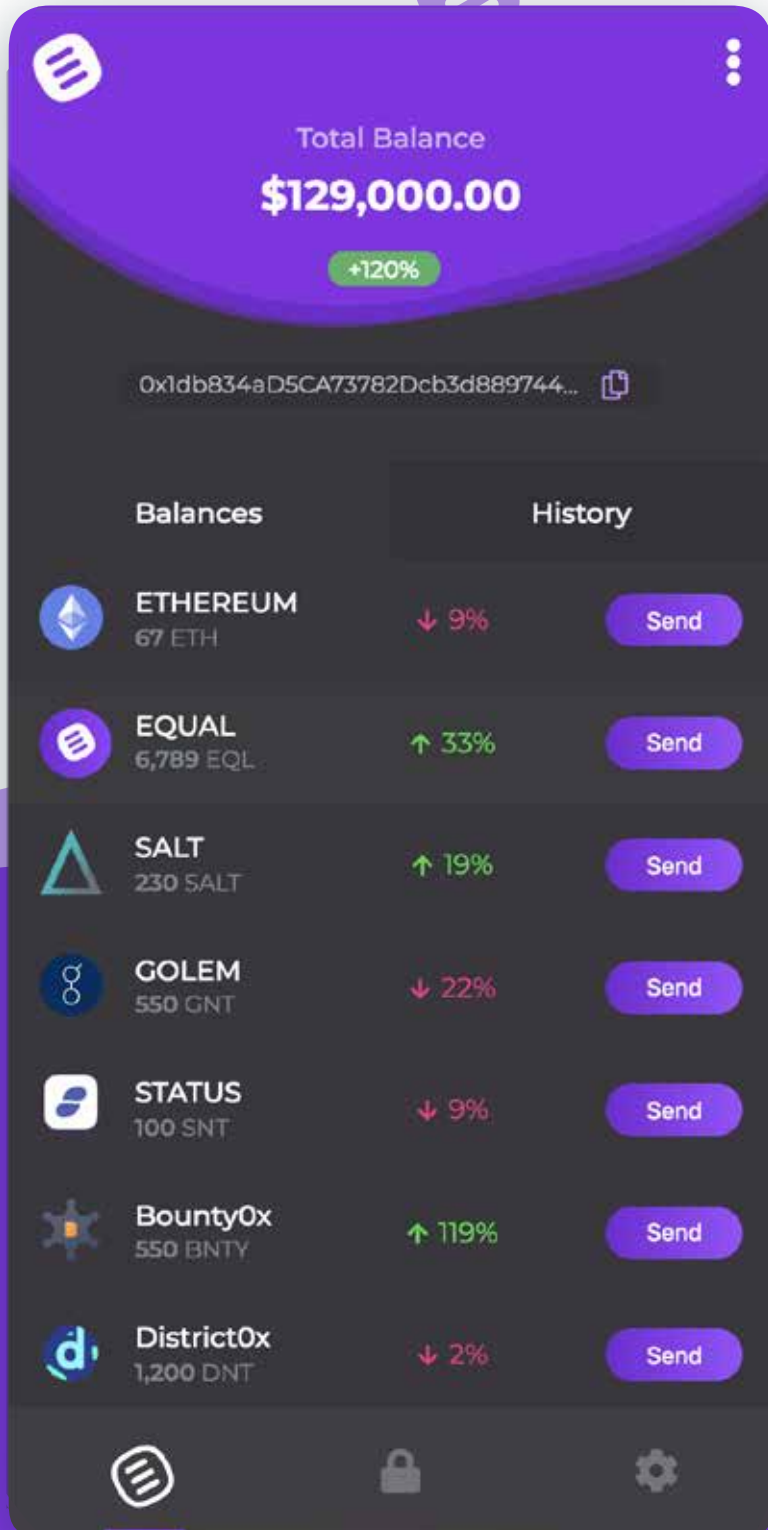 Total Balance
$129,000.00
+120%
0x1db834aD5CA73782Dcb3d889744...
Balances
History
ETHEREUM
67 ETH
↓ 9%
Send
EQUAL
6,789 EQL
↑ 33%
Send
SALT
230 SALT
↑ 19%
Send
GOLEM
550 GNT
↓ 22%
Send
STATUS
100 SNT
↓ 9%
Send
Bounty0x
550 BNTY
↑ 119%
Send
District0x
1,200 DNT
↓ 2%
Send